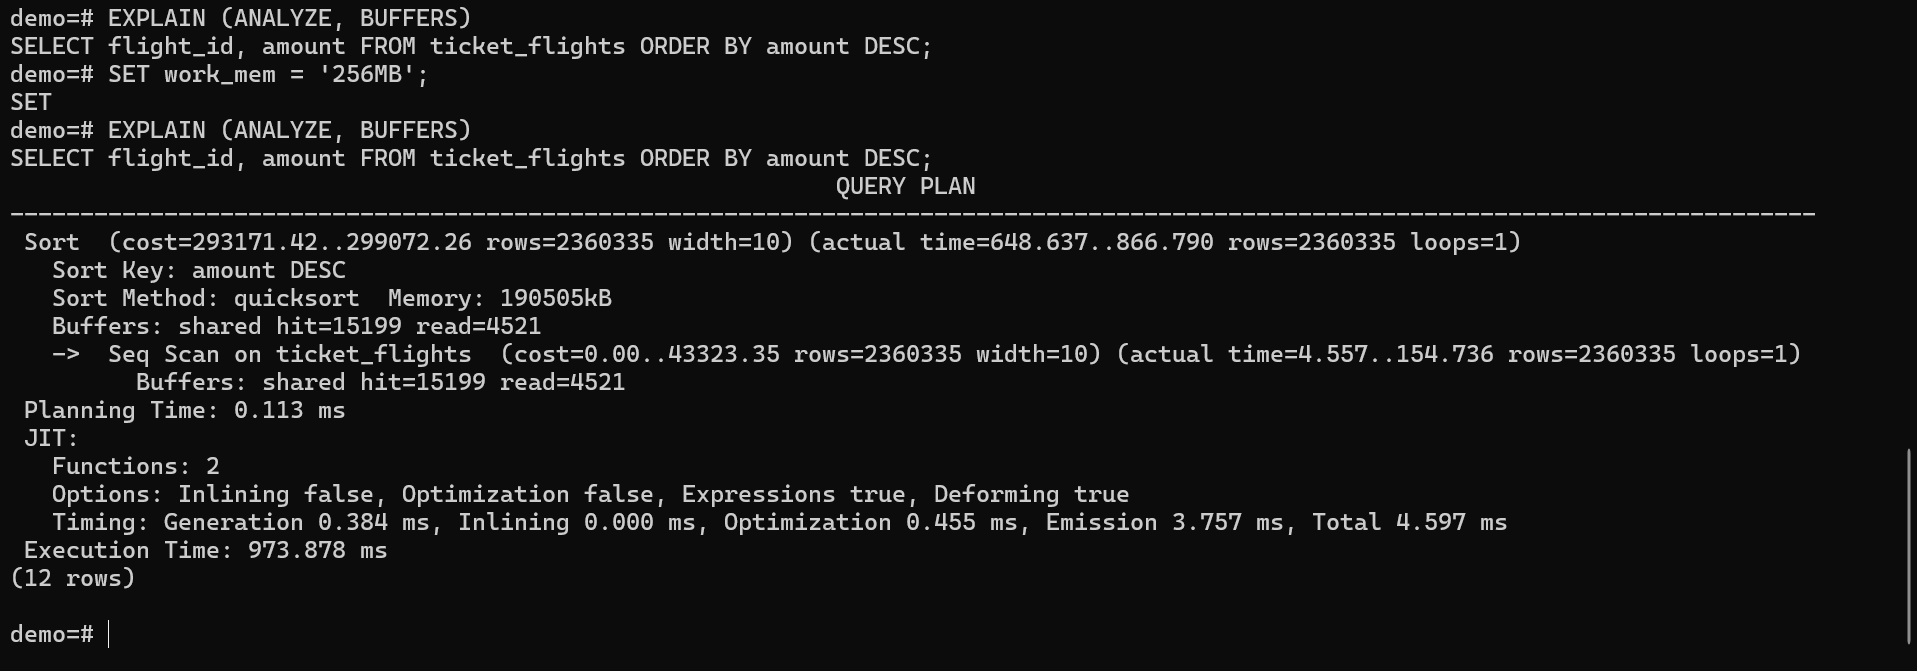 demo=# EXPLAIN (ANALYZE, BUFFERS)
SELECT flight_id, amount FROM ticket_flights ORDER BY amount DESC;
demo=# SET work_mem = '256MB';
SET
demo=# EXPLAIN (ANALYZE, BUFFERS)
SELECT flight_id, amount FROM ticket_flights ORDER BY amount DESC;
                                                           QUERY PLAN
---------------------------------------------------------------------------------------------------------------------------------
 Sort  (cost=293171.42..299072.26 rows=2360335 width=10) (actual time=648.637..866.790 rows=2360335 loops=1)
   Sort Key: amount DESC
   Sort Method: quicksort  Memory: 190505kB
   Buffers: shared hit=15199 read=4521
   ->  Seq Scan on ticket_flights  (cost=0.00..43323.35 rows=2360335 width=10) (actual time=4.557..154.736 rows=2360335 loops=1)
         Buffers: shared hit=15199 read=4521
 Planning Time: 0.113 ms
 JIT:
   Functions: 2
   Options: Inlining false, Optimization false, Expressions true, Deforming true
   Timing: Generation 0.384 ms, Inlining 0.000 ms, Optimization 0.455 ms, Emission 3.757 ms, Total 4.597 ms
 Execution Time: 973.878 ms
(12 rows)

demo=#